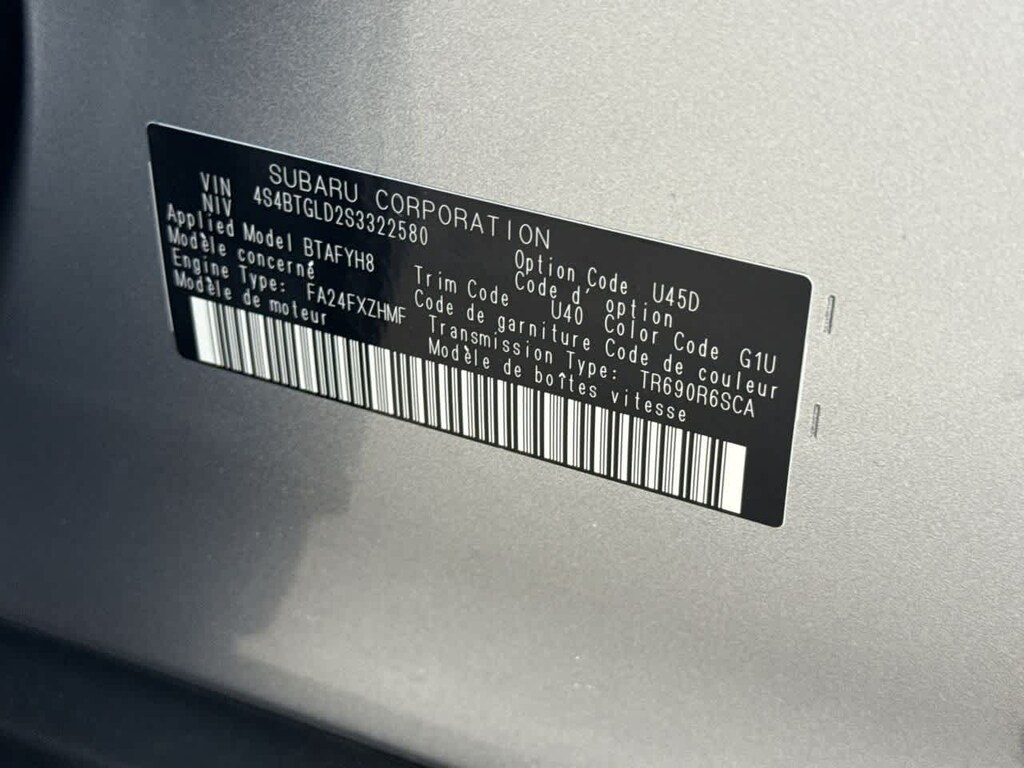 SUBARU CORPORATION
VIN
NIV
4S4BTGLD2S3322580
Option Code U45D
Code d' option
Applied Model BTAFYH8
Modèle concerné
Trim Code U40 Color Code G1U
Code de garniture Code de couleur
Engine Type: FA24FXZHMF
Modèle de moteur
Transmission Type: TR690R6SCA
Modèle de boîtes vitesse